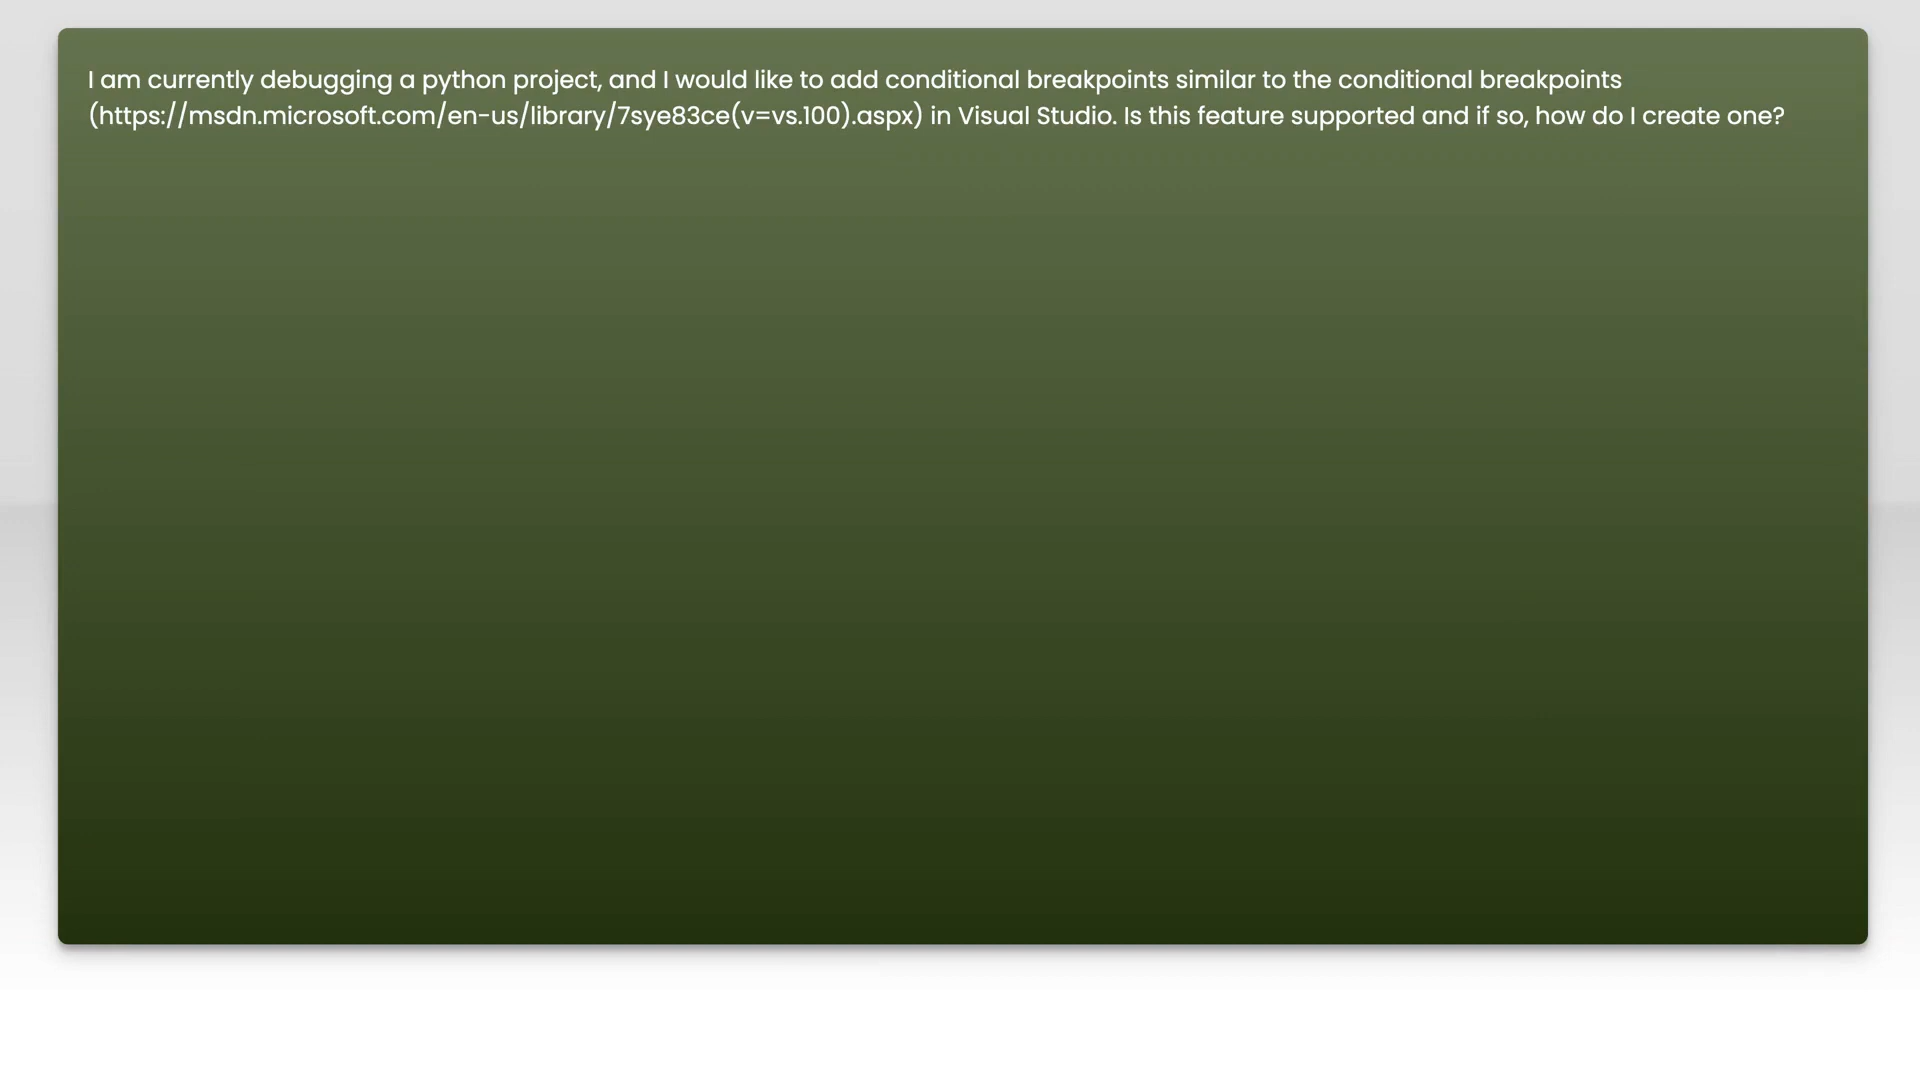 I am currently debugging a python project, and I would like to add conditional breakpoints similar to the conditional breakpoints
(https://msdn.microsoft.com/en-us/library/7sye83ce(v=vs.100).aspx) in Visual Studio. Is this feature supported and if so, how do I create one?